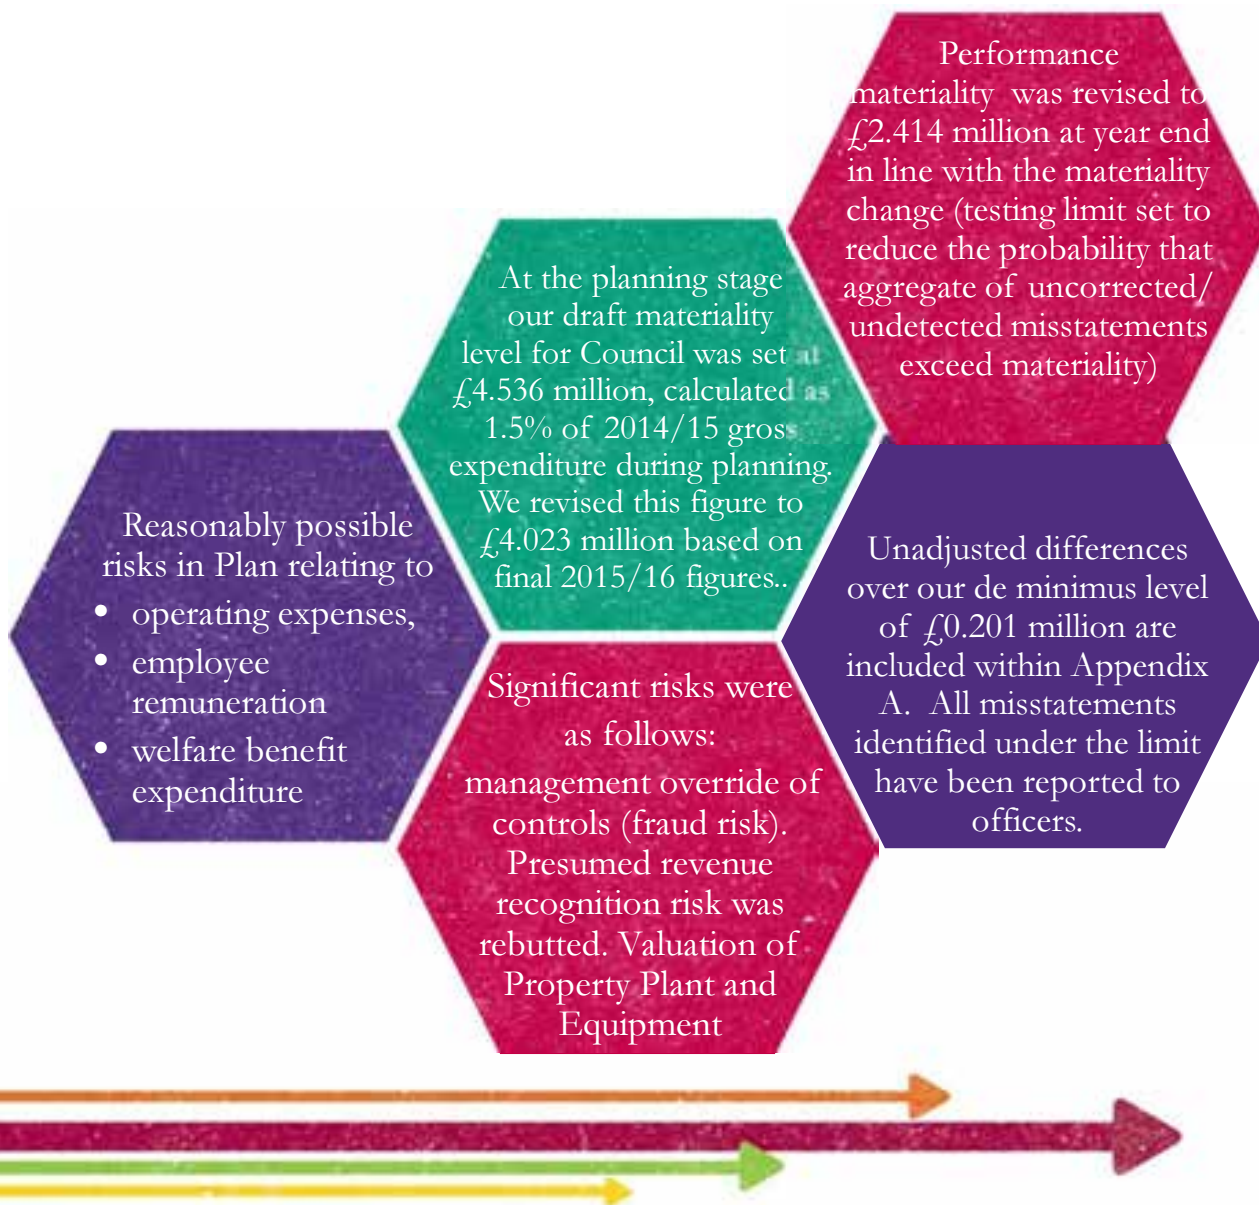 Reasonably possible
risks in Plan relating to
• operating expenses,
• employee
remuneration
• welfare benefit
expenditure
At the planning stage
our draft materiality
level for Council was set at
£4.536 million, calculated as
1.5% of 2014/15 gross
expenditure during planning.
We revised this figure to
£4.023 million based on
final 2015/16 figures..
Significant risks were
as follows:
management override of
controls (fraud risk).
Presumed revenue
recognition risk was
rebutted. Valuation of
Property Plant and
Equipment
Performance
materiality was revised to
£2.414 million at year end
in line with the materiality
change (testing limit set to
reduce the probability that
aggregate of uncorrected/
undetected misstatements
exceed materiality)
Unadjusted differences
over our de minimus level
of £0.201 million are
included within Appendix
A. All misstatements
identified under the limit
have been reported to
officers.